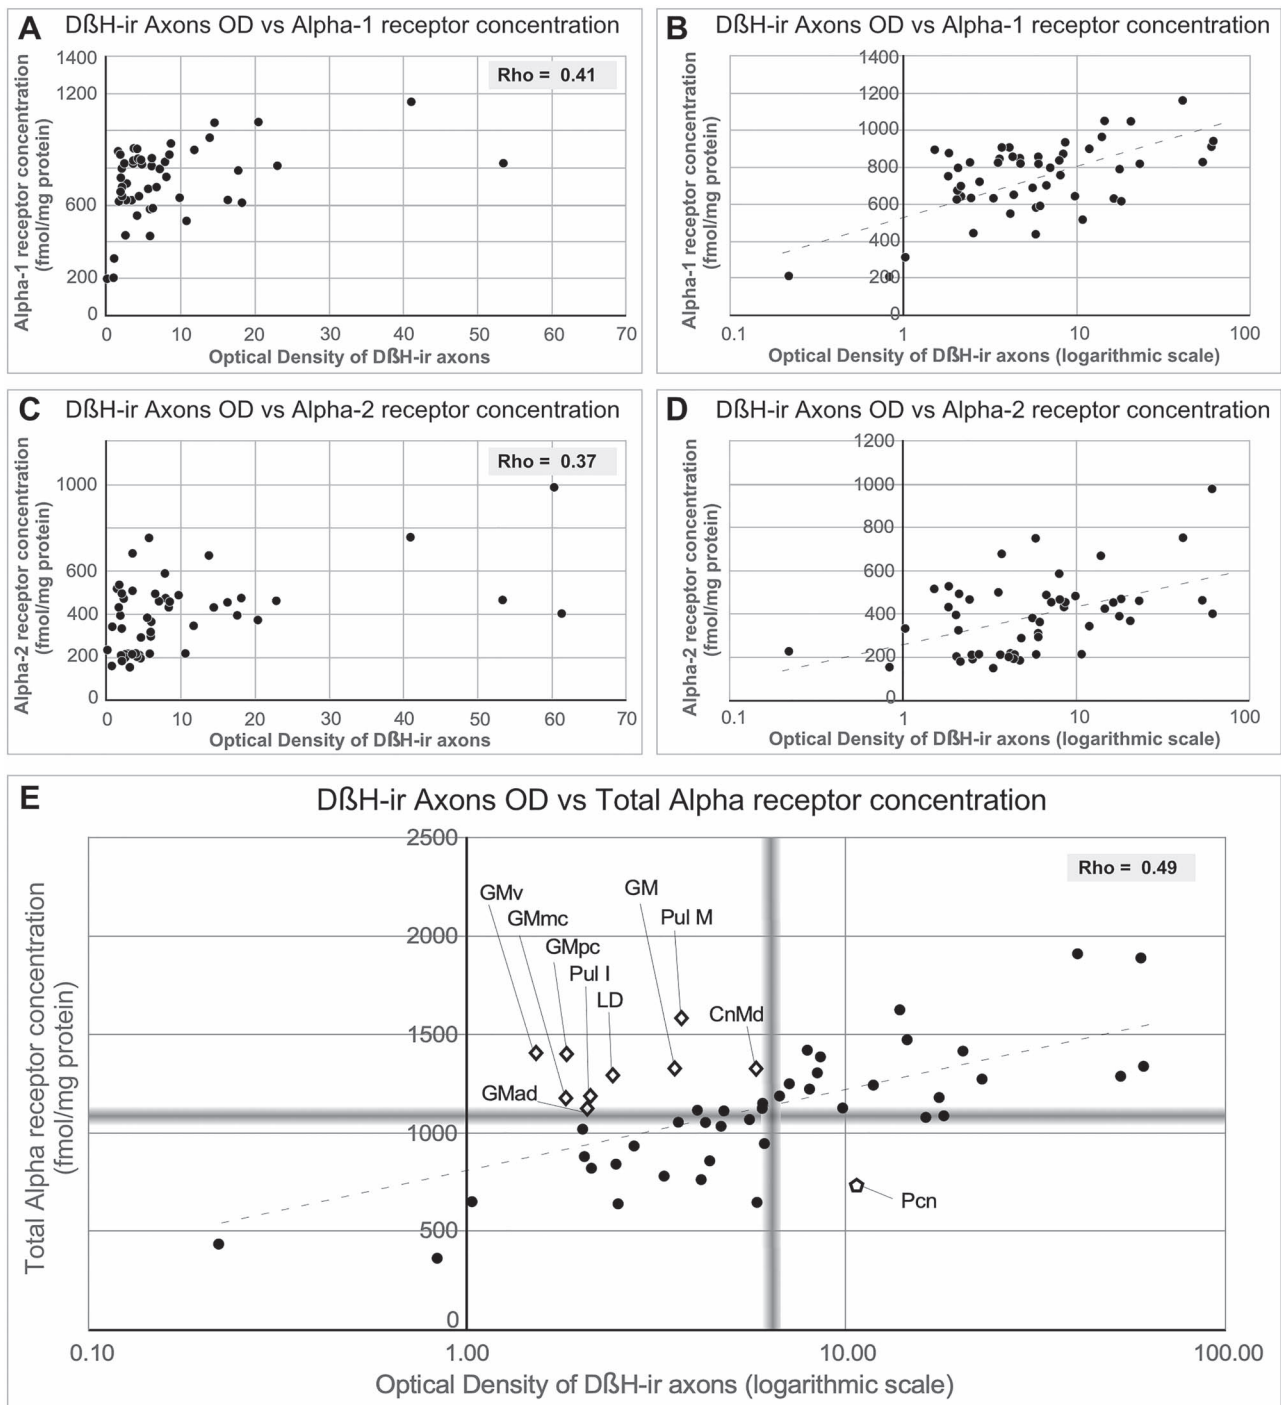 A DßH-ir Axons OD vs Alpha-1 receptor concentration
Alpha-1 receptor concentration
(fmol/mg protein)
1400
1200
600
200
0
Rho = 0.41
0 10 20 30 40 50 60 70
Optical Density of DßH-ir axons
B DßH-ir Axons OD vs Alpha-1 receptor concentration
Alpha-1 receptor concentration
(fmol/mg protein)
1400
1200
1000
800
600
400
200
0
0.1 1 10 100
Optical Density of DßH-ir axons (logarithmic scale)
C DßH-ir Axons OD vs Alpha-2 receptor concentration
Alpha-2 receptor concentration
(fmol/mg protein)
1000
600
400
200
0
Rho = 0.37
0 10 20 30 40 50 60 70
Optical Density of DßH-ir axons
D DßH-ir Axons OD vs Alpha-2 receptor concentration
Alpha-2 receptor concentration
(fmol/mg protein)
1200
1000
800
600
400
200
0
0.1 1 10 100
Optical Density of DßH-ir axons (logarithmic scale)
E DßH-ir Axons OD vs Total Alpha receptor concentration
Total Alpha receptor concentration
(fmol/mg protein)
2500
2000
1500
1000
500
0
Rho = 0.49
GMv
GM
GMmc
Pul M
GMpc
Pul I
LD
CnMd
GMad
Pcn
0.10 1.00 10.00 100.00
Optical Density of DßH-ir axons (logarithmic scale)